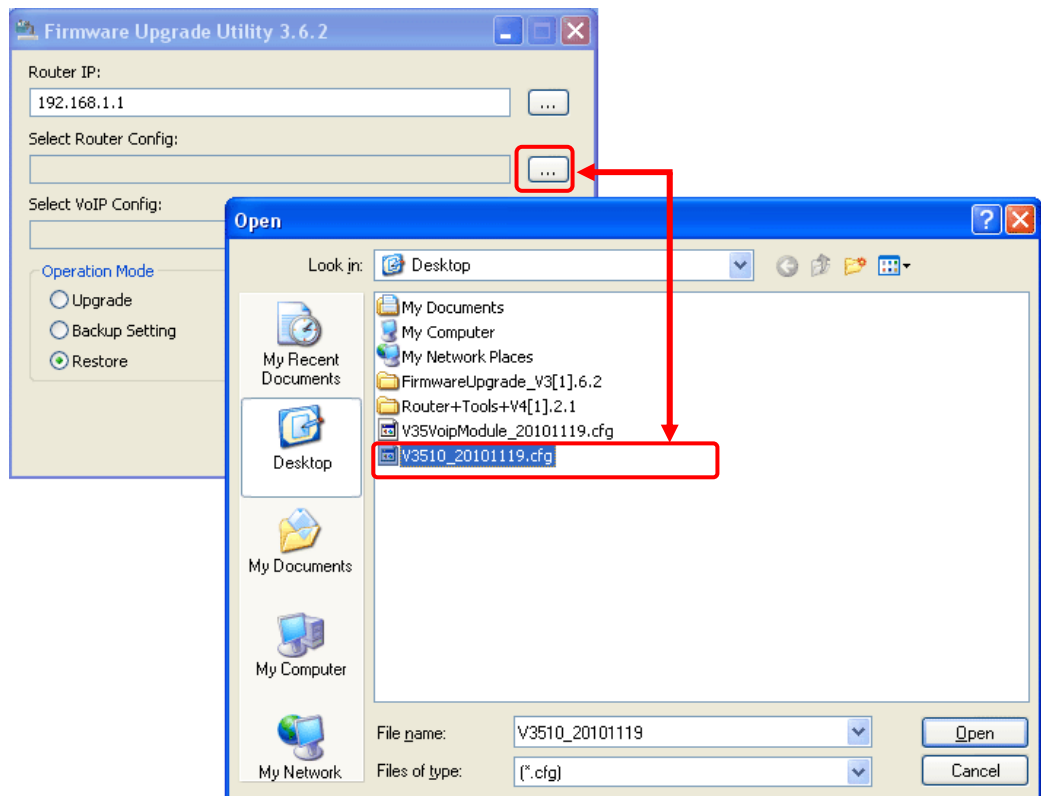 Firmware Upgrade Utility 3.6.2
Router IP:
192.168.1.1
...
Select Router Config:
...
Select VoIP Config:
Operation Mode
Upgrade
Backup Setting
Restore
Open
Look in:
Desktop
My Recent
Documents
Desktop
My Documents
My Computer
My Network
My Documents
My Computer
My Network Places
FirmwareUpgrade_V3[1].6.2
Router+Tools+V4[1].2.1
V35VoipModule_20101119.cfg
V3510_20101119.cfg
File name:
V3510_20101119
Open
Files of type:
(*.cfg)
Cancel